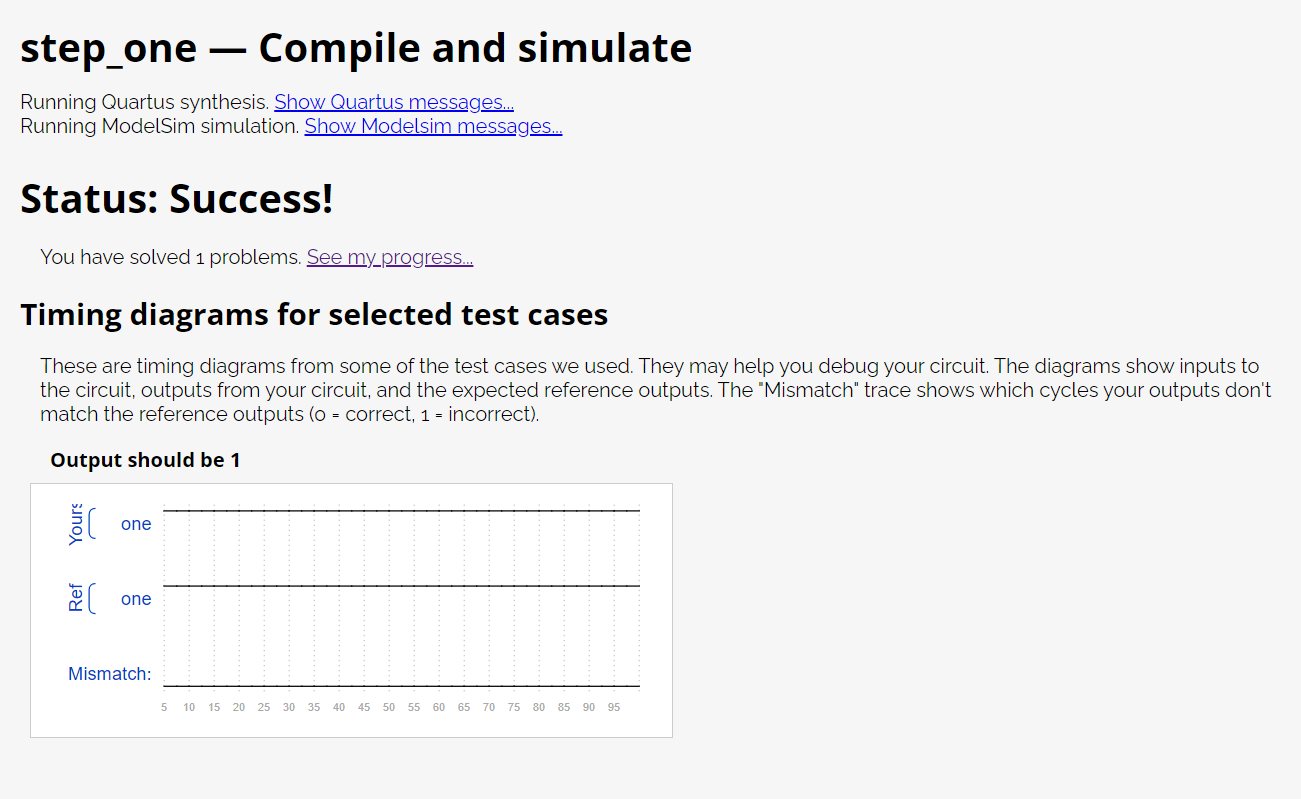 step_one — Compile and simulate
Running Quartus synthesis. Show Quartus messages...
Running ModelSim simulation. Show Modelsim messages...
Status: Success!
You have solved 1 problems. See my progress...
Timing diagrams for selected test cases
These are timing diagrams from some of the test cases we used. They may help you debug your circuit. The diagrams show inputs to
the circuit, outputs from your circuit, and the expected reference outputs. The "Mismatch" trace shows which cycles your outputs don't
match the reference outputs (0 = correct, 1 = incorrect).
Output should be 1
Yours
one
Ref
one
Mismatch:
5 10 15 20 25 30 35 40 45 50 55 60 65 70 75 80 85 90 95